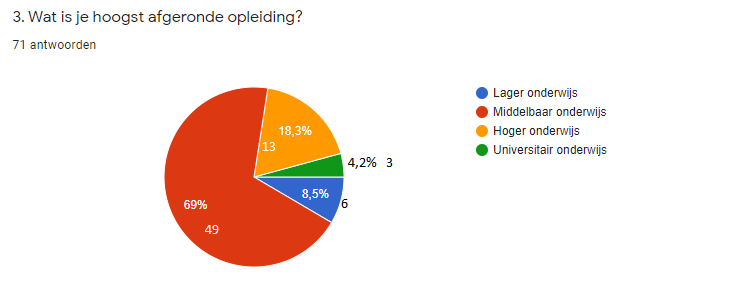 3. Wat is je hoogst afgeronde opleiding?
71 antwoorden
Lager onderwijs
Middelbaar onderwijs
Hoger onderwijs
Universitair onderwijs
18,3%
13
4,2% 3
8,5%
6
69%
49